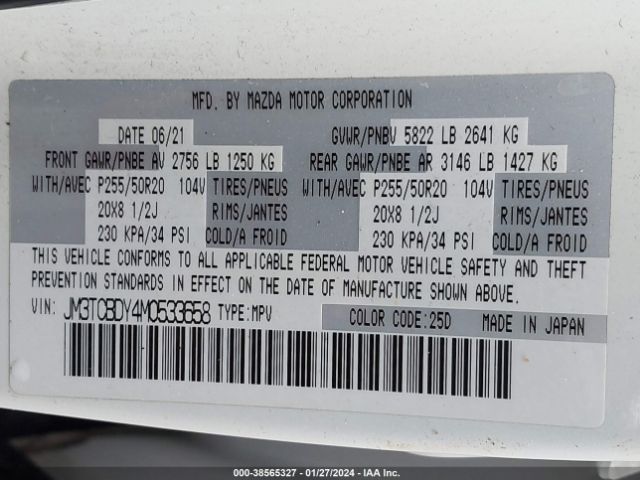 MFD. BY MAZDA MOTOR CORPORATION
DATE 06/21 GVWR/PNBV 5822 LB 2641 KG
FRONT GAWR/PNBE AV 2756 LB 1250 KG REAR GAWR/PNBE AR 3146 LB 1427 KG
WITH/AVEC P255/50R20 104V TIRES/PNEUS WITH/AVEC P255/50R20 104V TIRES/PNEUS
20X8 1/2J RIMS/JANTES 20X8 1/2J RIMS/JANTES
230 KPA/34 PSI COLD/A FROID 230 KPA/34 PSI COLD/A FROID
THIS VEHICLE CONFORMS TO ALL APPLICABLE FEDERAL MOTOR VEHICLE SAFETY AND THEFT
PREVENTION STANDARDS IN EFFECT ON THE DATE OF MANUFACTURE SHOWN ABOVE.
VIN: JM3TCBDY4M0533658 TYPE:MPV COLOR CODE:25D MADE IN JAPAN
000-38565327 - 01/27/2024 - IAA Inc.